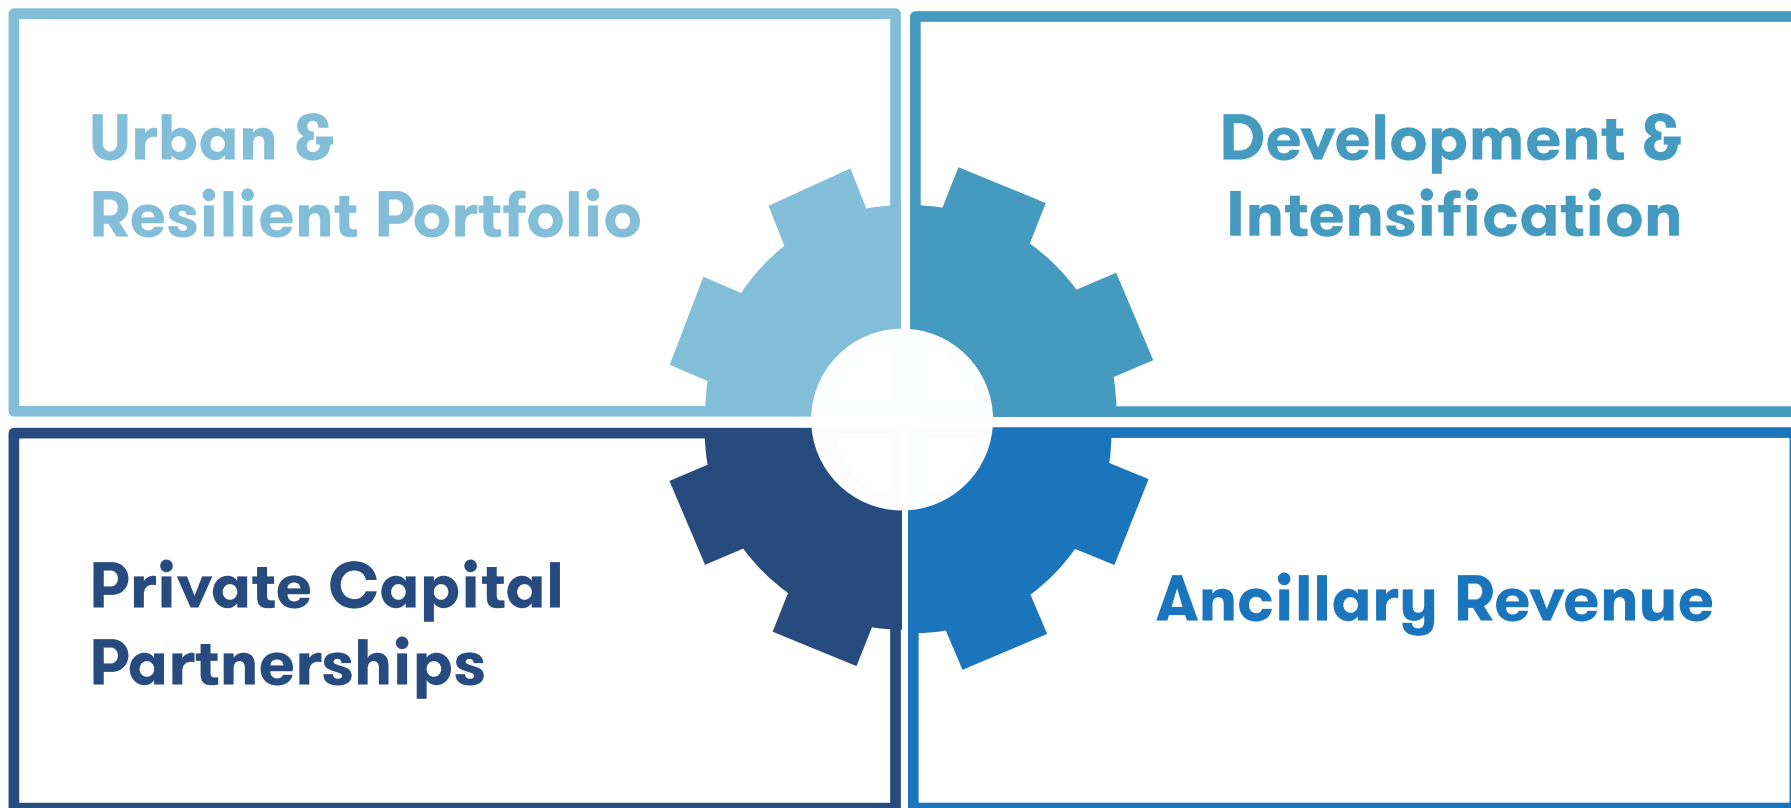 Urban &
Resilient Portfolio
Development &
Intensification
Private Capital
Partnerships
Ancillary Revenue